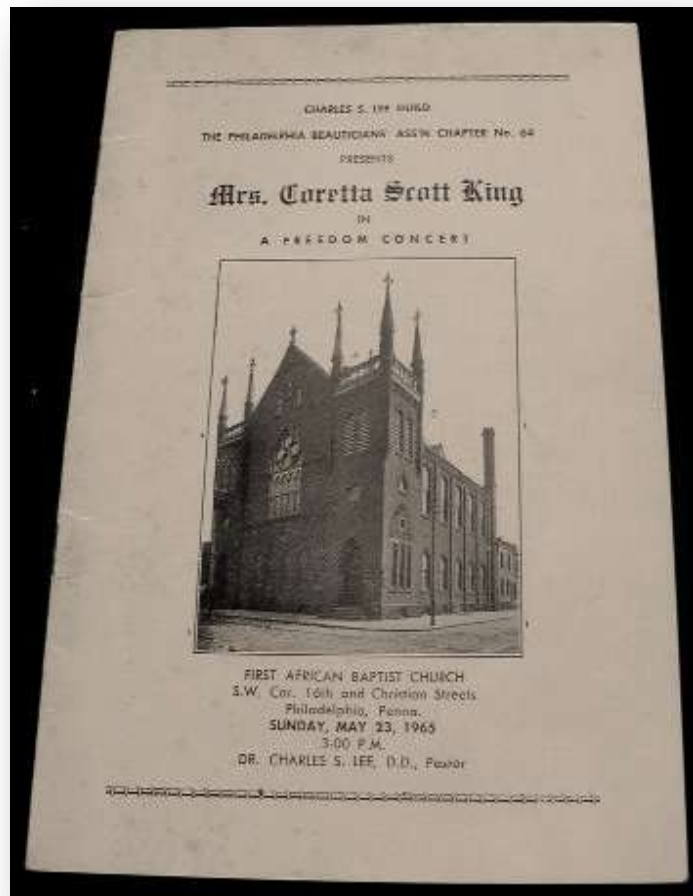 CHARLES S. LEE GUILD
THE PHILADELPHIA BEAUTICIANS' ASS'N CHAPTER No. 64
PRESENTS
Mrs. Coretta Scott King
IN
A FREEDOM CONCERT
FIRST AFRICAN BAPTIST CHURCH
S.W. Cor. 16th and Christian Streets
Philadelphia, Penna.
SUNDAY, MAY 23, 1965
3:00 P.M.
DR. CHARLES S. LEE, D.D., Pastor